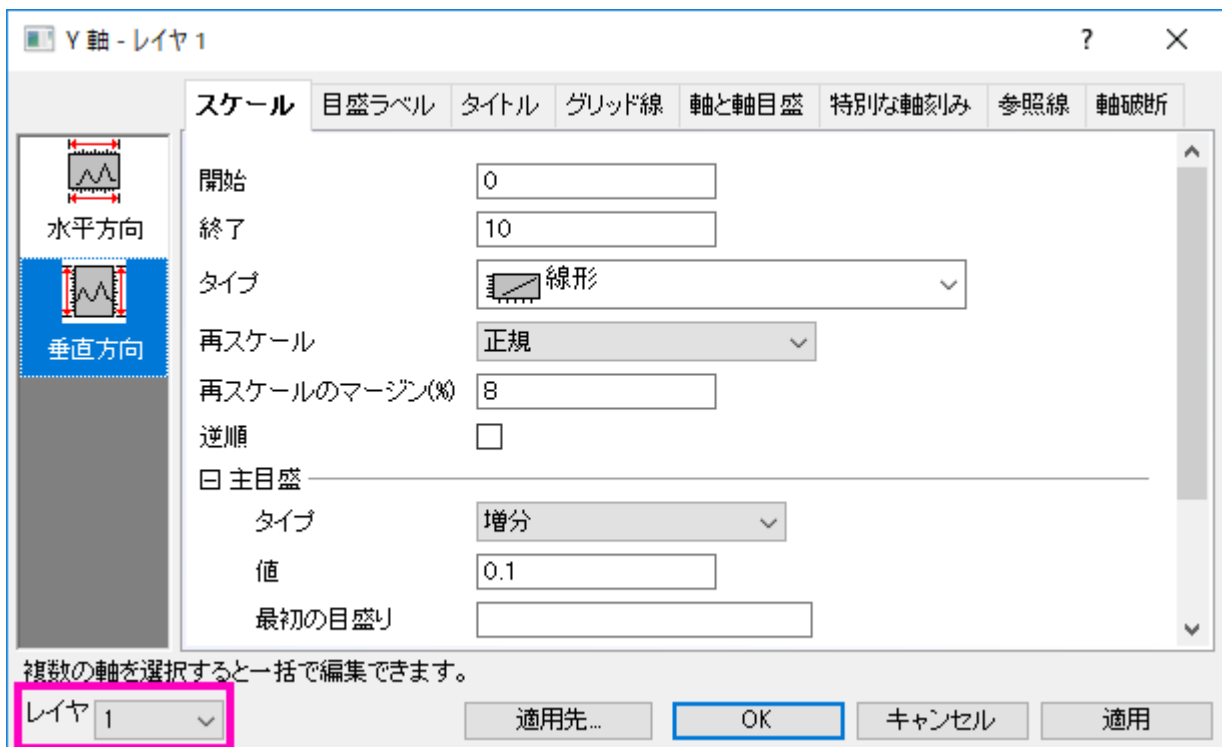 Y 軸 - レイヤ 1
スケール 目盛ラベル タイトル グリッド線 軸と軸目盛 特別な軸刻み 参照線 軸破断
水平方向
垂直方向
開始 0
終了 10
タイプ 線形
再スケール 正規
再スケールのマージン(%) 8
逆順
主目盛
タイプ 増分
値 0.1
最初の目盛り
複数の軸を選択すると一括で編集できます。
レイヤ 1 適用先... OK キャンセル 適用